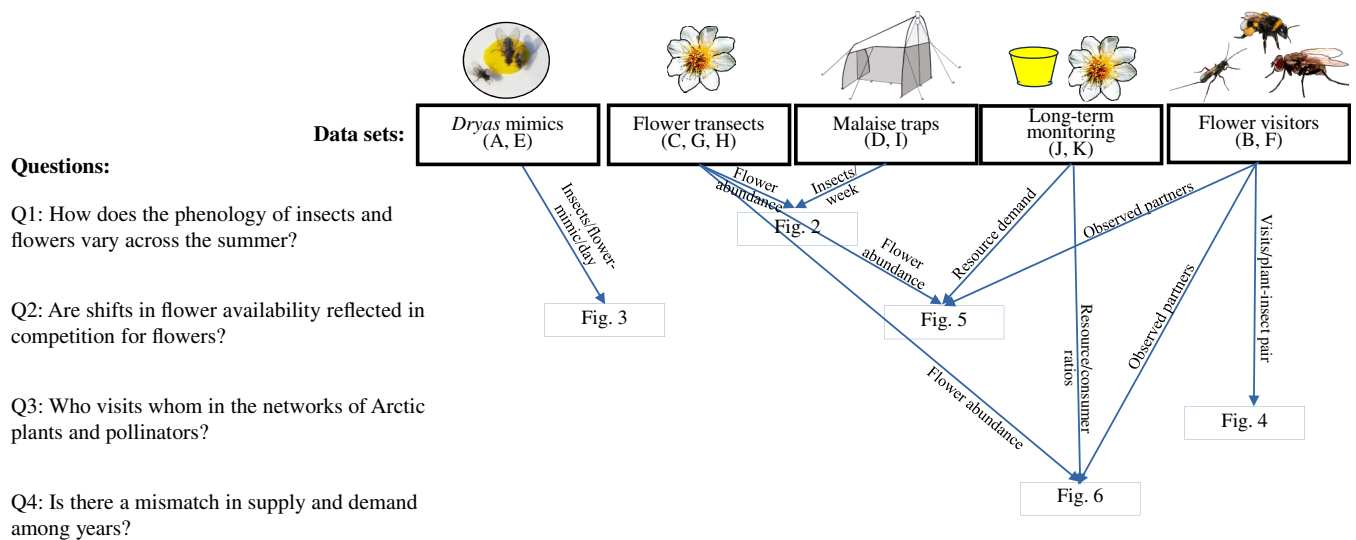 Data sets:
Dryas mimics
(A, E)
Flower transects
(C, G, H)
Malaise traps
(D, I)
Long-term
monitoring
(J, K)
Flower visitors
(B, F)
Questions:
Q1: How does the phenology of insects and
flowers vary across the summer?
Q2: Are shifts in flower availability reflected in
competition for flowers?
Q3: Who visits whom in the networks of Arctic
plants and pollinators?
Q4: Is there a mismatch in supply and demand
among years?
Insects/flower-
mimic/day
Flower
abundance
Insects/
week
Fig. 2
Flower
abundance
Resource demand
Observed partners
Fig. 3
Fig. 5
Flower abundance
Resource/consumer
ratios
Observed partners
Visits/plant-insect pair
Fig. 4
Fig. 6